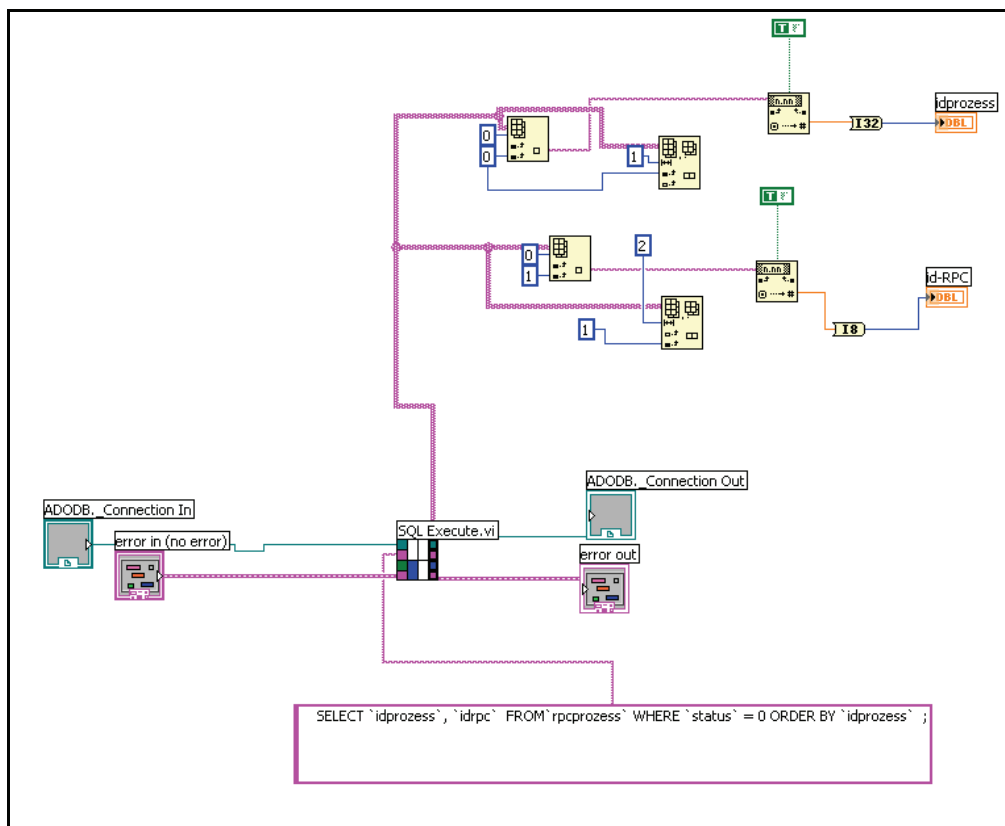 T
n.nn
idprozess
I32
DBL
0
0
1
T
n.nn
id-RPC
I8
DBL
0
1
2
1
ADODB._Connection In
error in (no error)
SQL Execute.vi
ADODB._Connection Out
error out
SELECT `idprozess`, `idrpc` FROM`rpcprozess` WHERE `status` = 0 ORDER BY `idprozess` ;